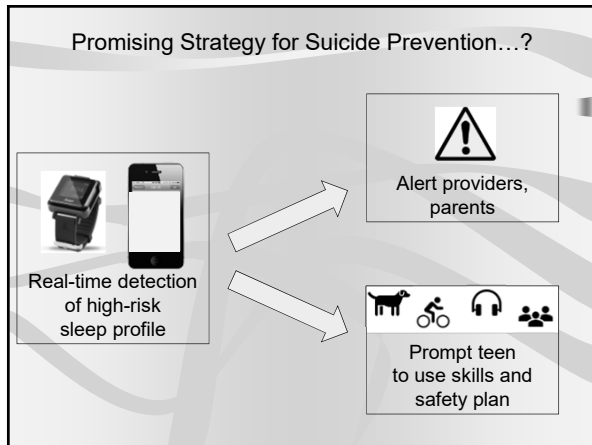 Promising Strategy for Suicide Prevention…?
Real-time detection
of high-risk
sleep profile
Alert providers,
parents
Prompt teen
to use skills and
safety plan